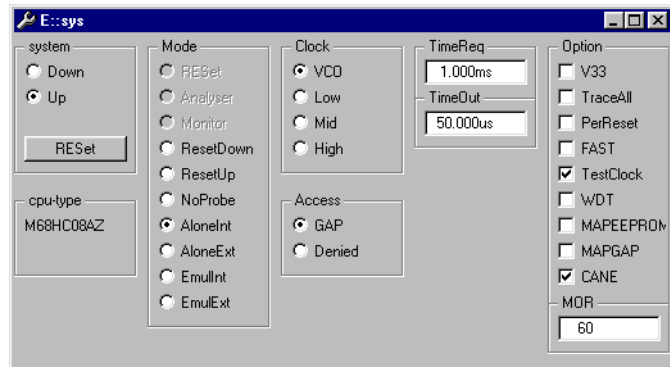 E::sys
system
Down
Up
RESet
cpu-type
M68HC08AZ
Mode
RESet
Analyser
Monitor
ResetDown
ResetUp
NoProbe
AloneInt
AloneExt
EmulInt
EmulExt
Clock
VCO
Low
Mid
High
Access
GAP
Denied
TimeReq
1.000ms
TimeOut
50.000us
Option
V33
TraceAll
PerReset
FAST
TestClock
WDT
MAPEEPROM
MAPGAP
CANE
MOR
60